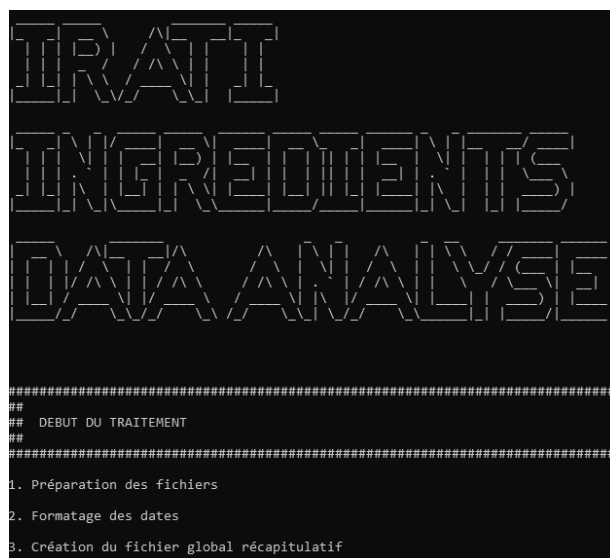 IRATI
INGREDIENTS
DATA ANALYSE
################################################################################
##
## DEBUT DU TRAITEMENT
##
################################################################################
1. Préparation des fichiers
2. Formatage des dates
3. Création du fichier global récapitulatif